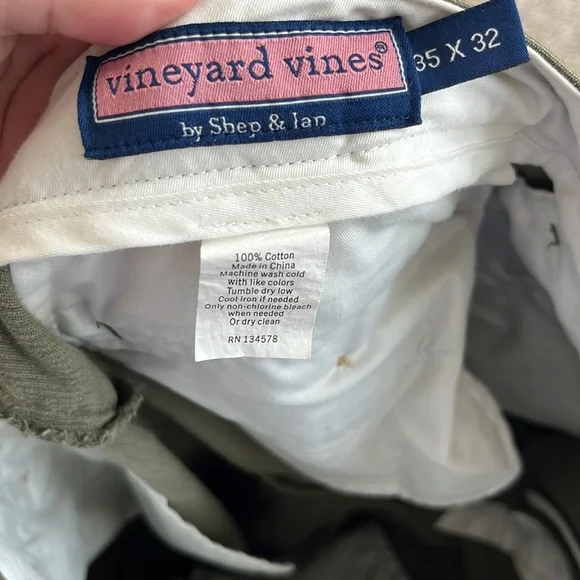 vineyard vines®
by Shep & Ian
35 X 32
100% Cotton
Made in China
Machine wash cold
With like colors
Tumble dry low
Cool iron if needed
Only non-chlorine bleach
when needed
Or dry clean
RN 134578